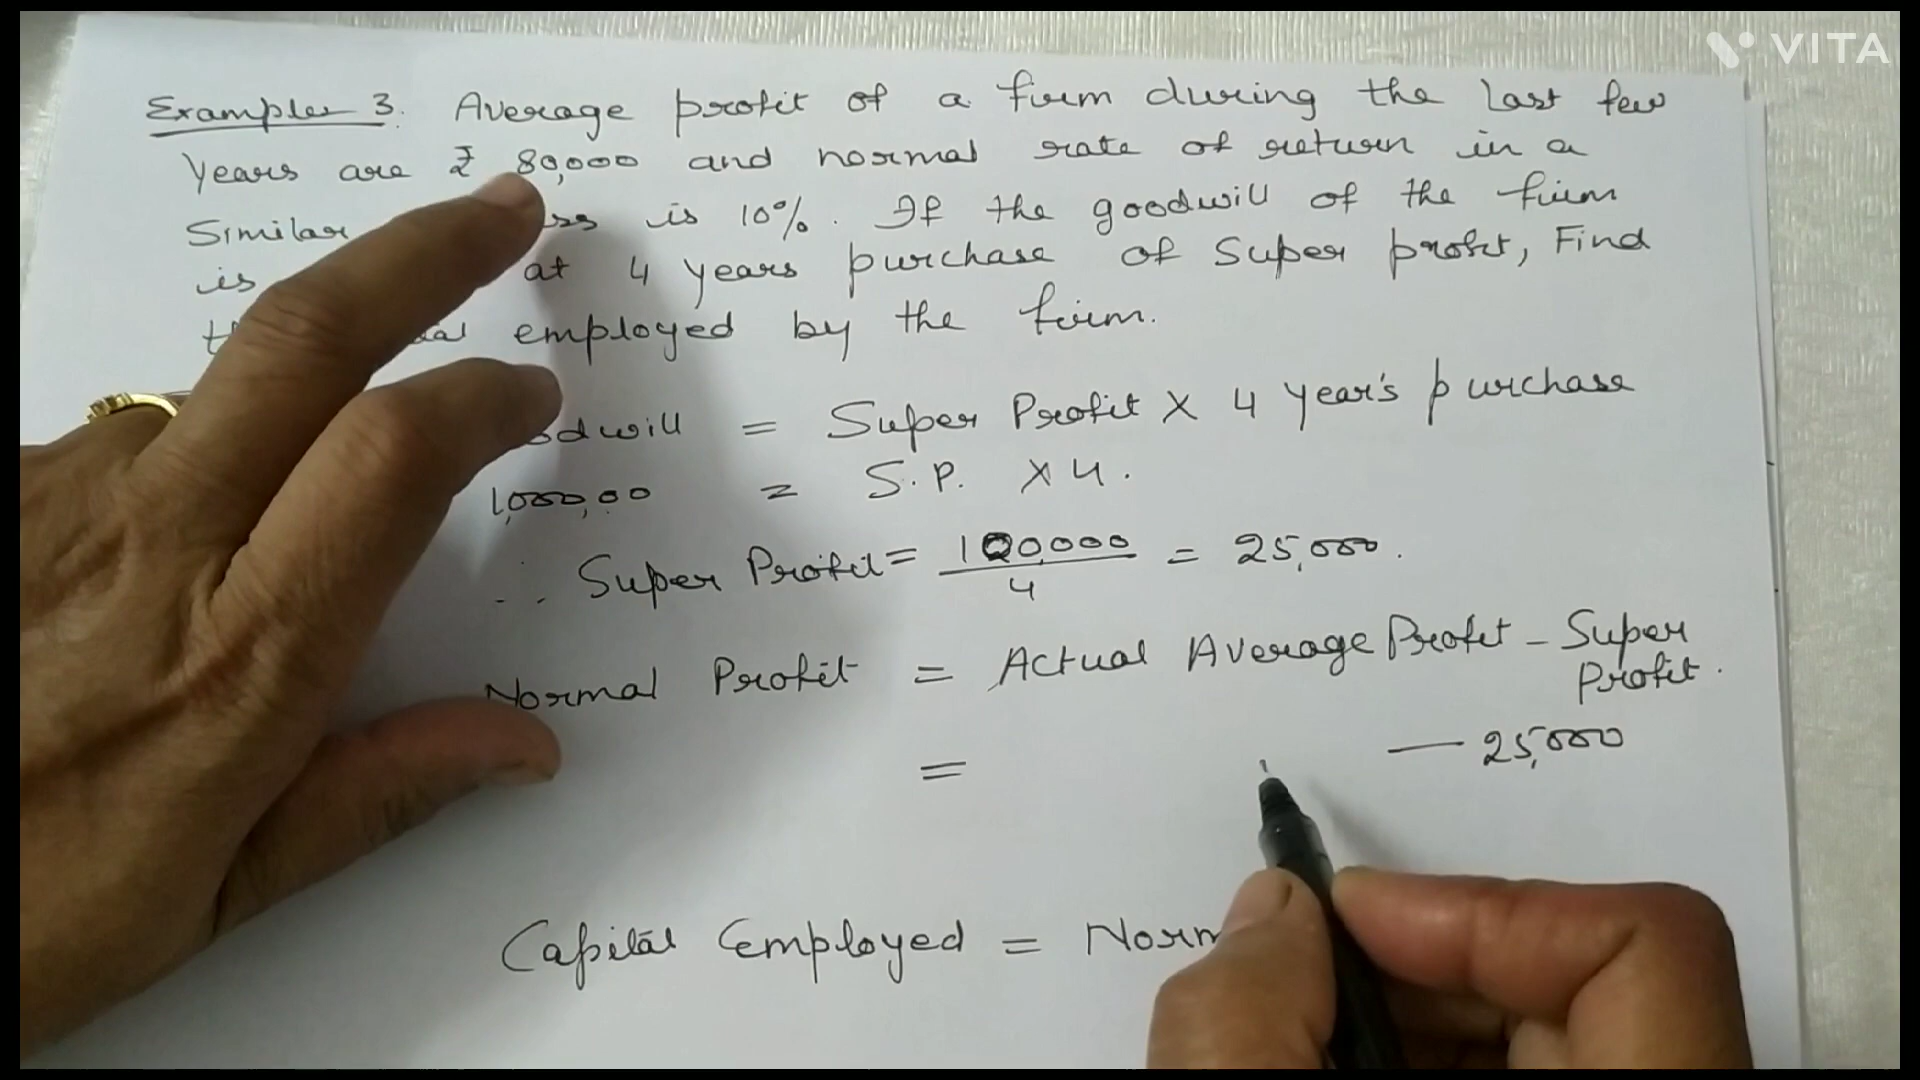 VITA
Example 3. Average profit of a firm during the last few
years are ₹ 80,000 and normal rate of return in a
Similar is 10%. If the goodwill of the firm
is at 4 years purchase of Super profit, Find
employed by the firm.
= Super Profit X 4 year's purchase
1,000,00 = S.P. X 4.
∴ Super Profit = 100,000 / 4 = 25,000.
Normal Profit = Actual Average Profit - Super
Profit.
= — 25,000
Capital Employed = Norm